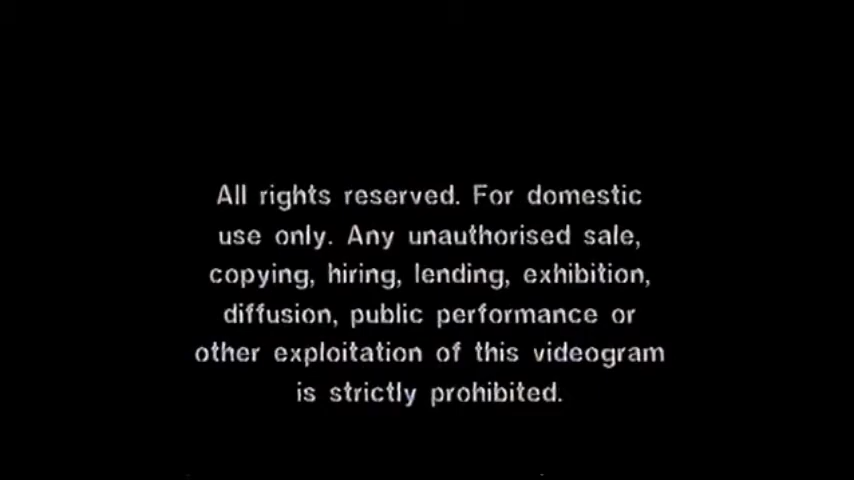 All rights reserved. For domestic
use only. Any unauthorised sale,
copying, hiring, lending, exhibition,
diffusion, public performance or
other exploitation of this videogram
is strictly prohibited.